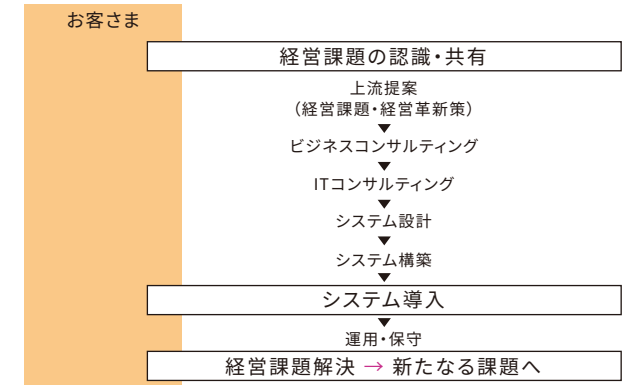 お客さま
経営課題の認識・共有
上流提案
（経営課題・経営革新策）
▼
ビジネスコンサルティング
▼
ITコンサルティング
▼
システム設計
▼
システム構築
▼
システム導入
▼
運用・保守
経営課題解決 → 新たなる課題へ